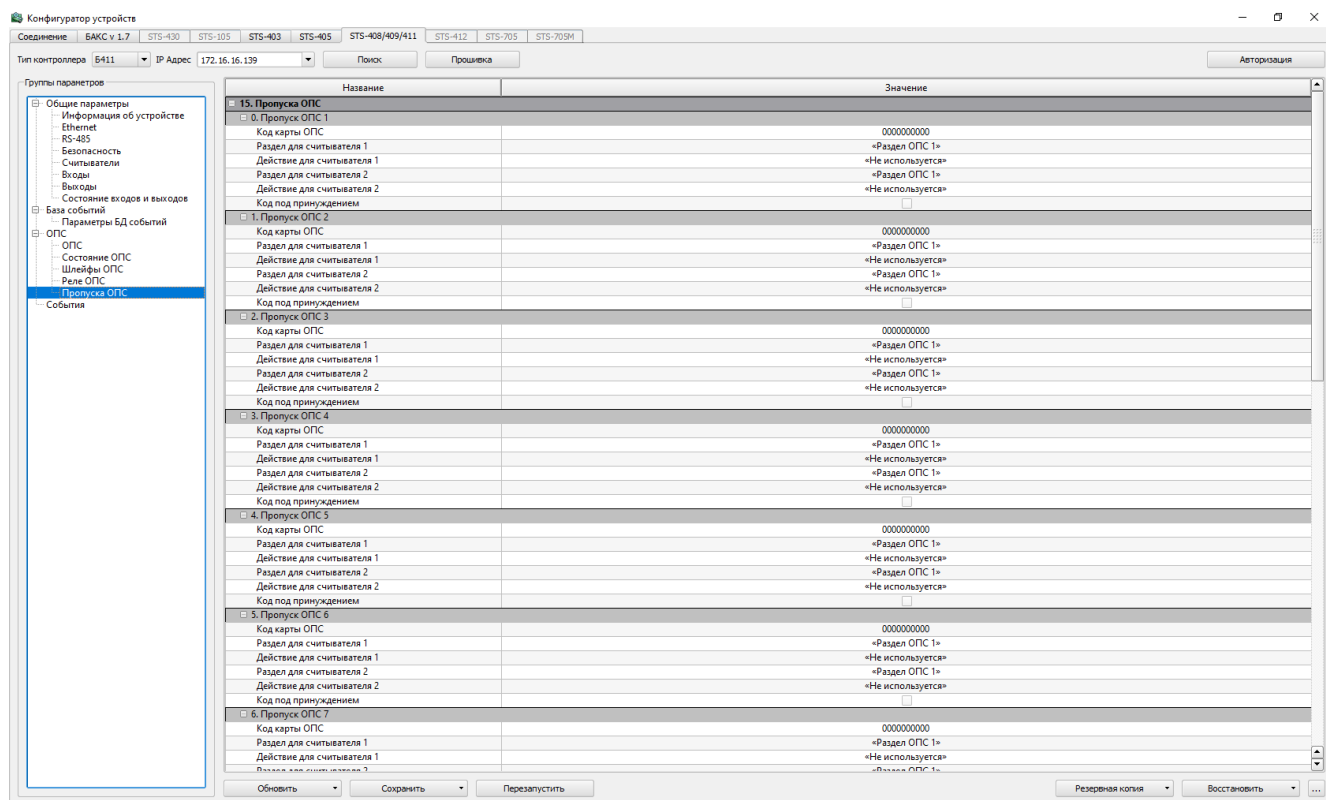 Конфигуратор устройств
Соединение БАКС v 1.7 STS-430 STS-105 STS-403 STS-405 STS-408/409/411 STS-412 STS-705 STS-705M
Тип контроллера Б411 IP Адрес 172.16.16.139 Поиск Прошивка Авторизация
Группы параметров
Общие параметры
Информация об устройстве
Ethernet
RS-485
Безопасность
Считыватели
Входы
Выходы
Состояние входов и выходов
База событий
Параметры БД событий
ОПС
ОПС
Состояние ОПС
Шлейфы ОПС
Реле ОПС
Пропуска ОПС
События
Название Значение
15. Пропуска ОПС
0. Пропуск ОПС 1
Код карты ОПС 0000000000
Раздел для считывателя 1 «Раздел ОПС 1»
Действие для считывателя 1 «Не используется»
Раздел для считывателя 2 «Раздел ОПС 1»
Действие для считывателя 2 «Не используется»
Код под принуждением
1. Пропуск ОПС 2
Код карты ОПС 0000000000
Раздел для считывателя 1 «Раздел ОПС 1»
Действие для считывателя 1 «Не используется»
Раздел для считывателя 2 «Раздел ОПС 1»
Действие для считывателя 2 «Не используется»
Код под принуждением
2. Пропуск ОПС 3
Код карты ОПС 0000000000
Раздел для считывателя 1 «Раздел ОПС 1»
Действие для считывателя 1 «Не используется»
Раздел для считывателя 2 «Раздел ОПС 1»
Действие для считывателя 2 «Не используется»
Код под принуждением
3. Пропуск ОПС 4
Код карты ОПС 0000000000
Раздел для считывателя 1 «Раздел ОПС 1»
Действие для считывателя 1 «Не используется»
Раздел для считывателя 2 «Раздел ОПС 1»
Действие для считывателя 2 «Не используется»
Код под принуждением
4. Пропуск ОПС 5
Код карты ОПС 0000000000
Раздел для считывателя 1 «Раздел ОПС 1»
Действие для считывателя 1 «Не используется»
Раздел для считывателя 2 «Раздел ОПС 1»
Действие для считывателя 2 «Не используется»
Код под принуждением
5. Пропуск ОПС 6
Код карты ОПС 0000000000
Раздел для считывателя 1 «Раздел ОПС 1»
Действие для считывателя 1 «Не используется»
Раздел для считывателя 2 «Раздел ОПС 1»
Действие для считывателя 2 «Не используется»
Код под принуждением
6. Пропуск ОПС 7
Код карты ОПС 0000000000
Раздел для считывателя 1 «Раздел ОПС 1»
Действие для считывателя 1 «Не используется»
Раздел для считывателя 2 «Раздел ОПС 1»
Обновить Сохранить Перезапустить Резервная копия Восстановить ...